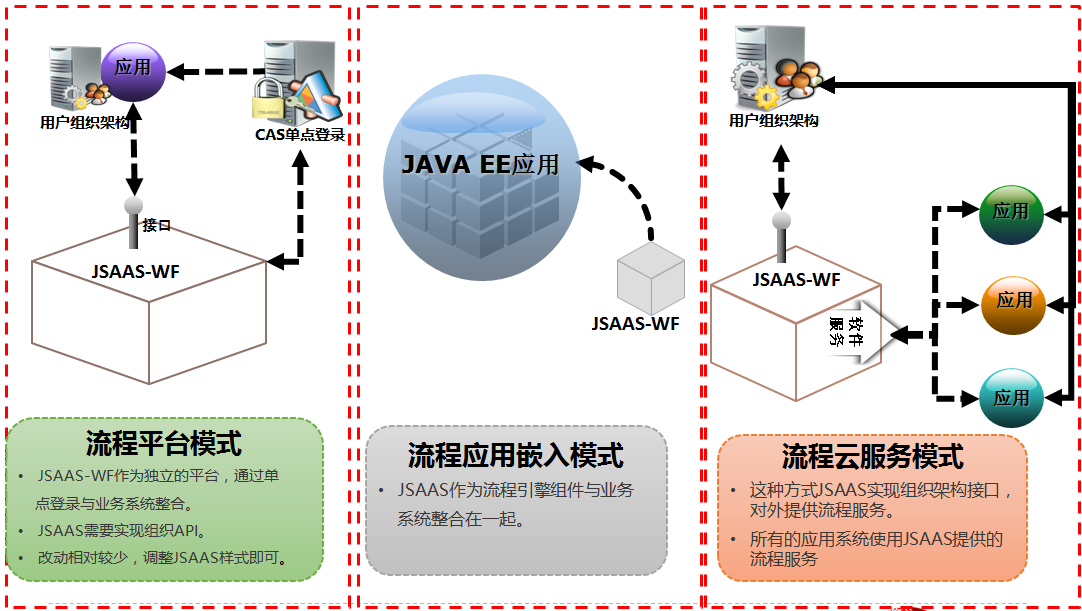 应用
用户组织架构
CAS单点登录
接口
JSAAS-WF
流程平台模式
• JSAAS-WF作为独立的平台，通过单
点登录与业务系统整合。
• JSAAS需要实现组织API。
• 改动相对较少，调整JSAAS样式即可。
JAVA EE应用
JSAAS-WF
流程应用嵌入模式
• JSAAS作为流程引擎组件与业务
系统整合在一起。
用户组织架构
JSAAS-WF
软件
服务
应用
应用
应用
流程云服务模式
• 这种方式JSAAS实现组织架构接口，
对外提供流程服务。
• 所有的应用系统使用JSAAS提供的
流程服务